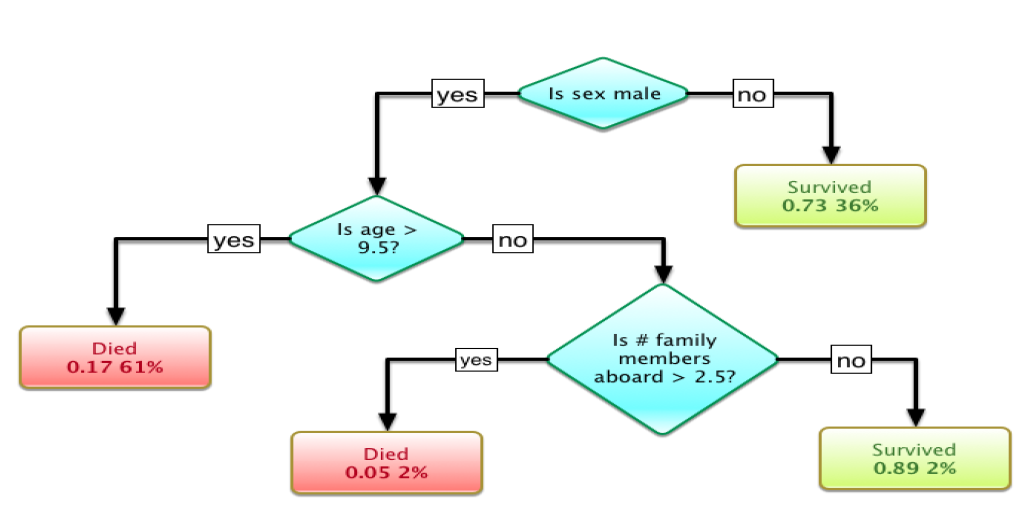 Is sex male
yes
no
Survived
0.73 36%
Is age >
9.5?
yes
no
Died
0.17 61%
Is # family
members
aboard > 2.5?
yes
no
Died
0.05 2%
Survived
0.89 2%